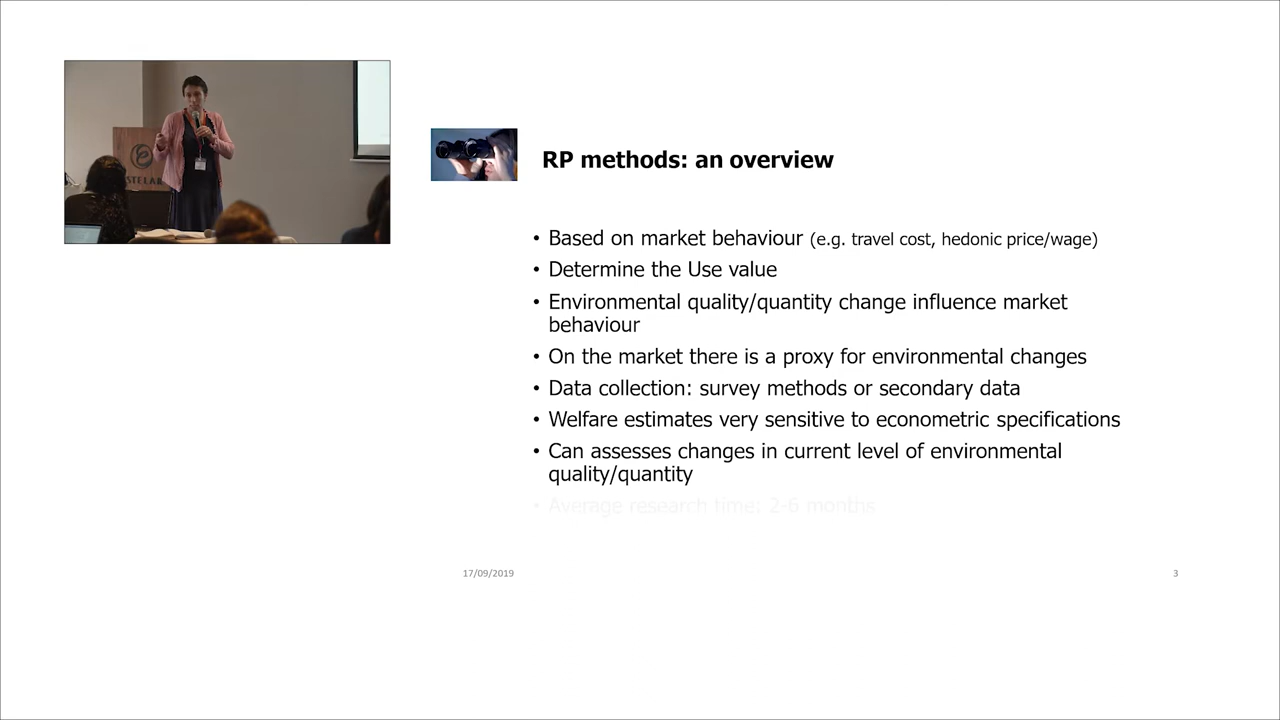 STELAR
RP methods: an overview
• Based on market behaviour (e.g. travel cost, hedonic price/wage)
• Determine the Use value
• Environmental quality/quantity change influence market
behaviour
• On the market there is a proxy for environmental changes
• Data collection: survey methods or secondary data
• Welfare estimates very sensitive to econometric specifications
• Can assesses changes in current level of environmental
quality/quantity
• Average research time: 2-6 months
17/09/2019
3